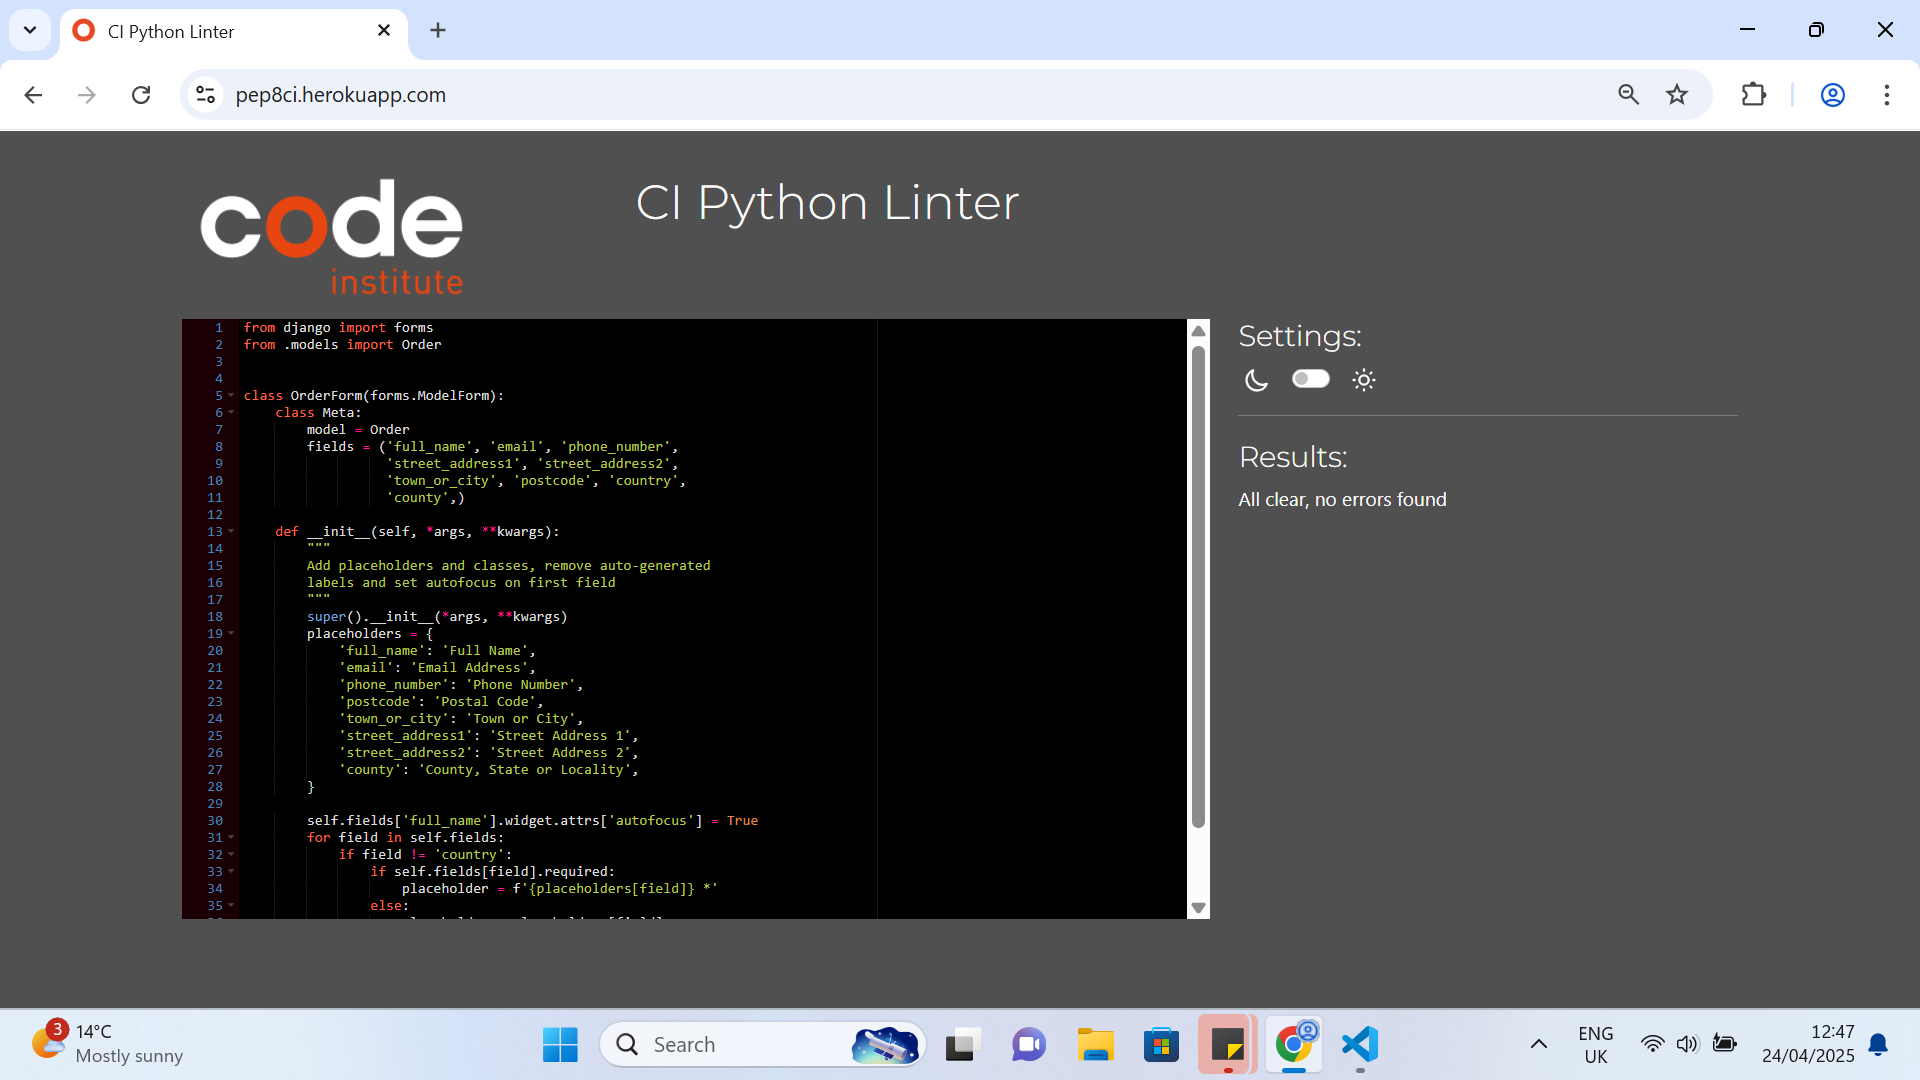 CI Python Linter
pep8ci.herokuapp.com
code
institute
CI Python Linter
1 from django import forms
2 from .models import Order
3
4
5 class OrderForm(forms.ModelForm):
6     class Meta:
7         model = Order
8         fields = ('full_name', 'email', 'phone_number',
9                   'street_address1', 'street_address2',
10                   'town_or_city', 'postcode', 'country',
11                   'county',)
12
13     def __init__(self, *args, **kwargs):
14         """
15         Add placeholders and classes, remove auto-generated
16         labels and set autofocus on first field
17         """
18         super().__init__(*args, **kwargs)
19         placeholders = {
20             'full_name': 'Full Name',
21             'email': 'Email Address',
22             'phone_number': 'Phone Number',
23             'postcode': 'Postal Code',
24             'town_or_city': 'Town or City',
25             'street_address1': 'Street Address 1',
26             'street_address2': 'Street Address 2',
27             'county': 'County, State or Locality',
28         }
29
30         self.fields['full_name'].widget.attrs['autofocus'] = True
31         for field in self.fields:
32             if field != 'country':
33                 if self.fields[field].required:
34                     placeholder = f'{placeholders[field]} *'
35                 else:
Settings:
Results:
All clear, no errors found
3
14°C
Mostly sunny
Search
ENG
UK
12:47
24/04/2025